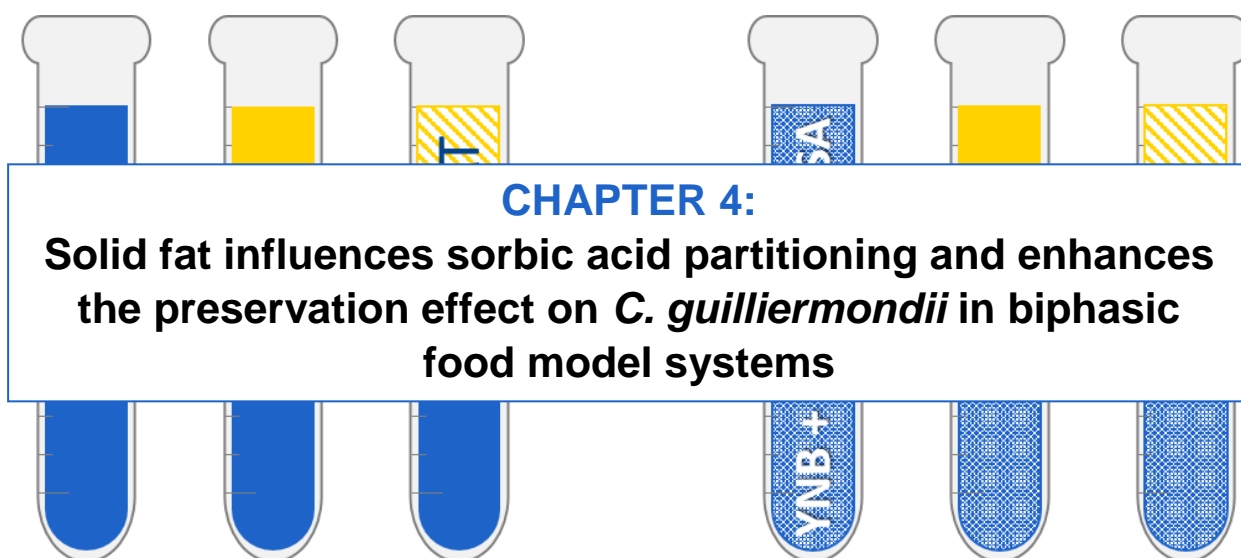 CHAPTER 4:
Solid fat influences sorbic acid partitioning and enhances
the preservation effect on C. guilliermondii in biphasic
food model systems
T
YNB +
SA